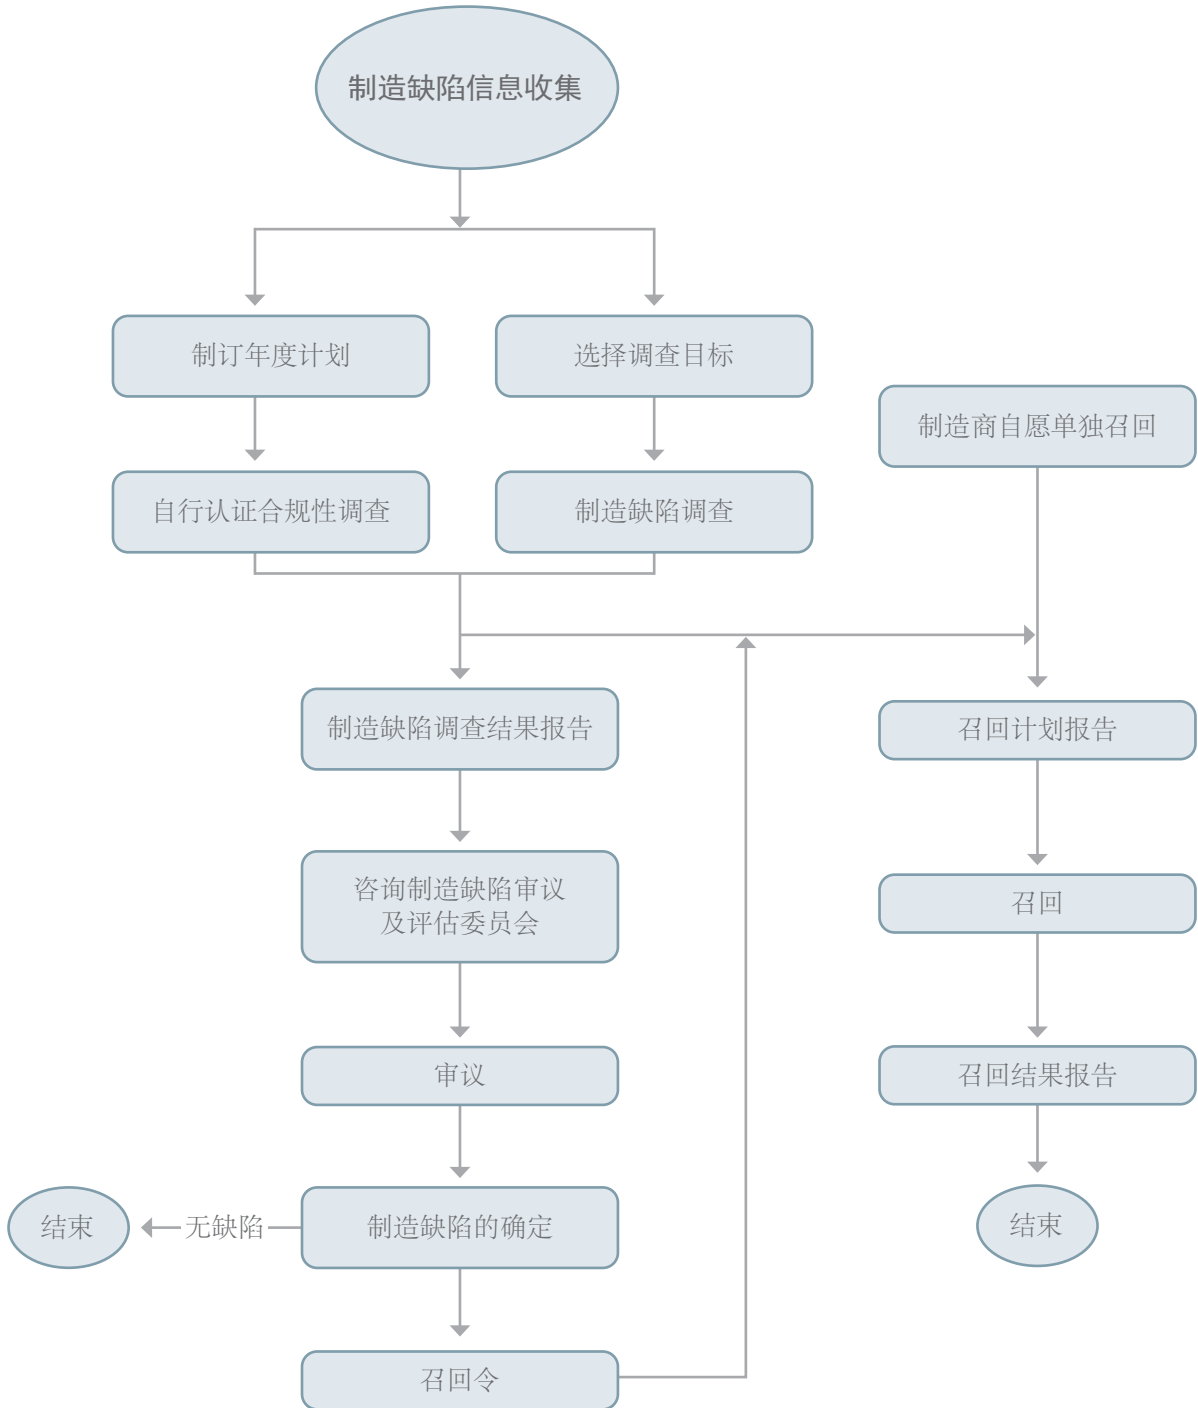 制造缺陷信息收集
制订年度计划
选择调查目标
制造商自愿单独召回
自行认证合规性调查
制造缺陷调查
制造缺陷调查结果报告
召回计划报告
咨询制造缺陷审议
及评估委员会
召回
审议
召回结果报告
结束
无缺陷
制造缺陷的确定
结束
召回令